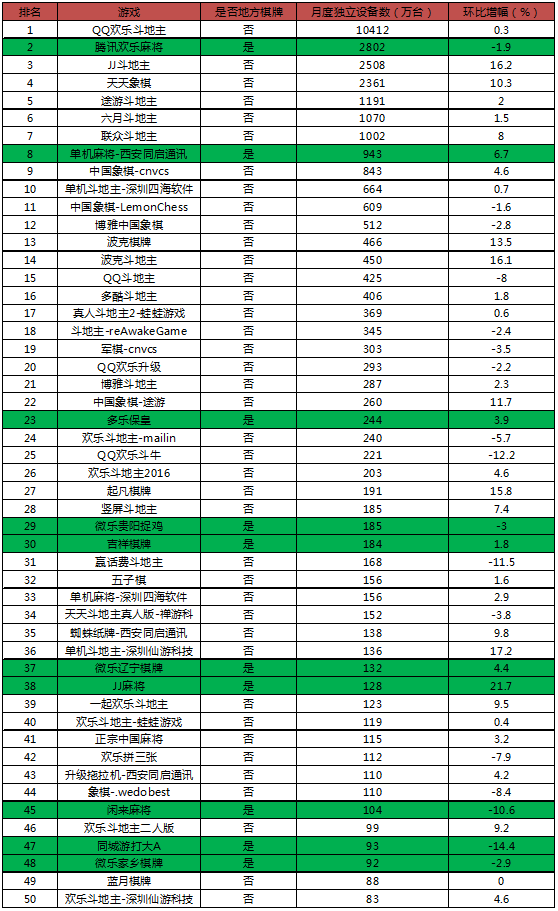 排名 游戏 是否地方棋牌 月度独立设备数（万台） 环比增幅（%）
1 QQ欢乐斗地主 否 10412 0.3
2 腾讯欢乐麻将 是 2802 -1.9
3 JJ斗地主 否 2508 16.2
4 天天象棋 否 2361 10.3
5 途游斗地主 否 1191 2
6 六月斗地主 否 1070 1.5
7 联众斗地主 否 1002 8
8 单机麻将-西安同启通讯 是 943 6.7
9 中国象棋-cnvcs 否 843 4.6
10 单机斗地主-深圳四海软件 否 664 0.7
11 中国象棋-LemonChess 否 609 -1.6
12 博雅中国象棋 否 512 -2.8
13 波克棋牌 否 466 13.5
14 波克斗地主 否 450 16.1
15 QQ斗地主 否 425 -8
16 多酷斗地主 否 406 1.8
17 真人斗地主2-蛙蛙游戏 否 369 0.6
18 斗地主-reAwakeGame 否 345 -2.4
19 军棋-cnvcs 否 303 -3.5
20 QQ欢乐升级 否 293 -2.2
21 博雅斗地主 否 287 2.3
22 中国象棋-途游 否 260 11.7
23 多乐保皇 是 244 3.9
24 欢乐斗地主-mailin 否 240 -5.7
25 QQ欢乐斗牛 否 221 -12.2
26 欢乐斗地主2016 否 203 4.6
27 起凡棋牌 否 191 15.8
28 竖屏斗地主 否 185 7.4
29 微乐贵阳捉鸡 是 185 -3
30 吉祥棋牌 是 184 1.8
31 赢话费斗地主 否 168 -11.5
32 五子棋 否 156 1.6
33 单机麻将-深圳四海软件 否 156 2.9
34 天天斗地主真人版-禅游科 否 152 -3.8
35 蜘蛛纸牌-西安同启通讯 否 138 9.8
36 单机斗地主-深圳仙游科技 否 136 17.2
37 微乐辽宁棋牌 是 132 4.4
38 JJ麻将 是 128 21.7
39 一起欢乐斗地主 否 123 9.5
40 欢乐斗地主-蛙蛙游戏 否 119 0.4
41 正宗中国麻将 否 115 3.2
42 欢乐拼三张 否 112 -7.9
43 升级拖拉机-西安同启通讯 否 110 4.2
44 象棋-.wedobest 否 110 -8.4
45 闲来麻将 是 104 -10.6
46 欢乐斗地主二人版 否 99 9.2
47 同城游打大A 是 93 -14.4
48 微乐家乡棋牌 是 92 -2.9
49 蓝月棋牌 否 88 0
50 欢乐斗地主-深圳仙游科技 否 83 4.6